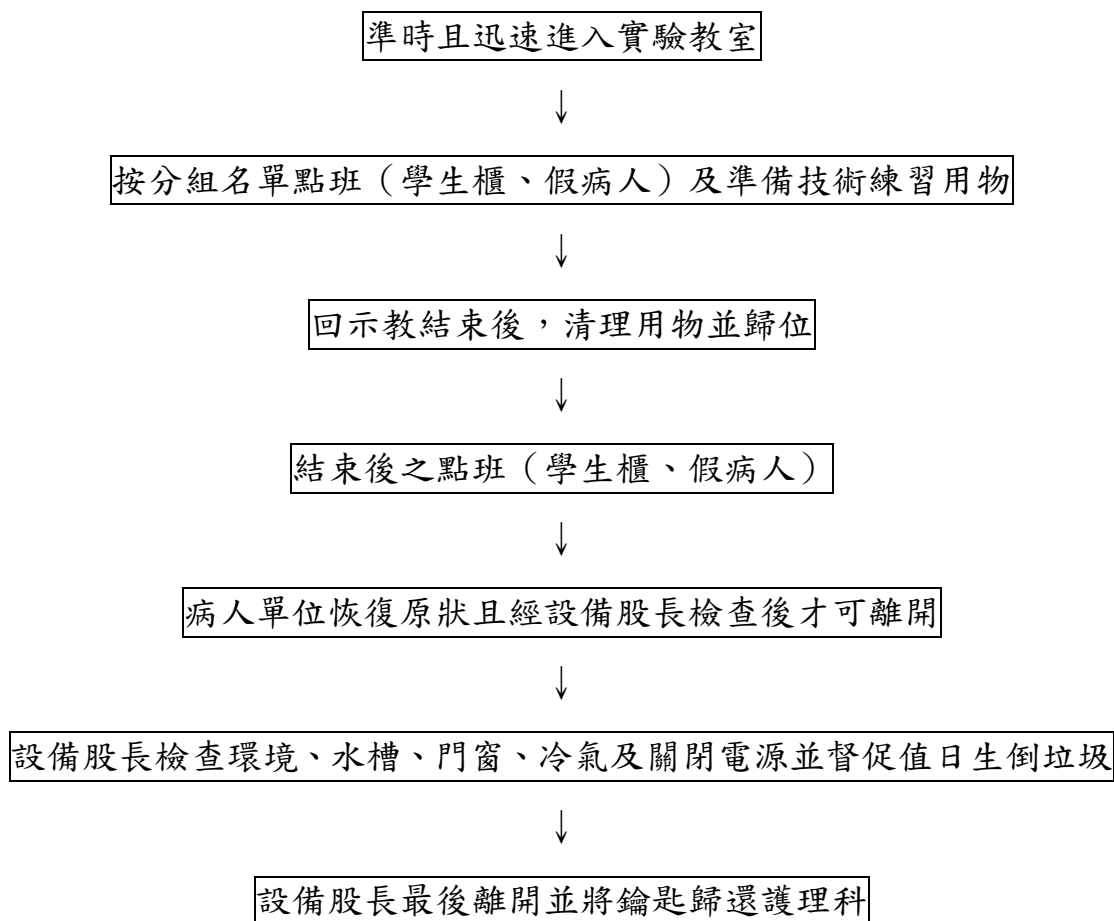 準時且迅速進入實驗教室
↓
按分組名單點班（學生櫃、假病人）及準備技術練習用物
↓
回示教結束後，清理用物並歸位
↓
結束後之點班（學生櫃、假病人）
↓
病人單位恢復原狀且經設備股長檢查後才可離開
↓
設備股長檢查環境、水槽、門窗、冷氣及關閉電源並督促值日生倒垃圾
↓
設備股長最後離開並將鑰匙歸還護理科